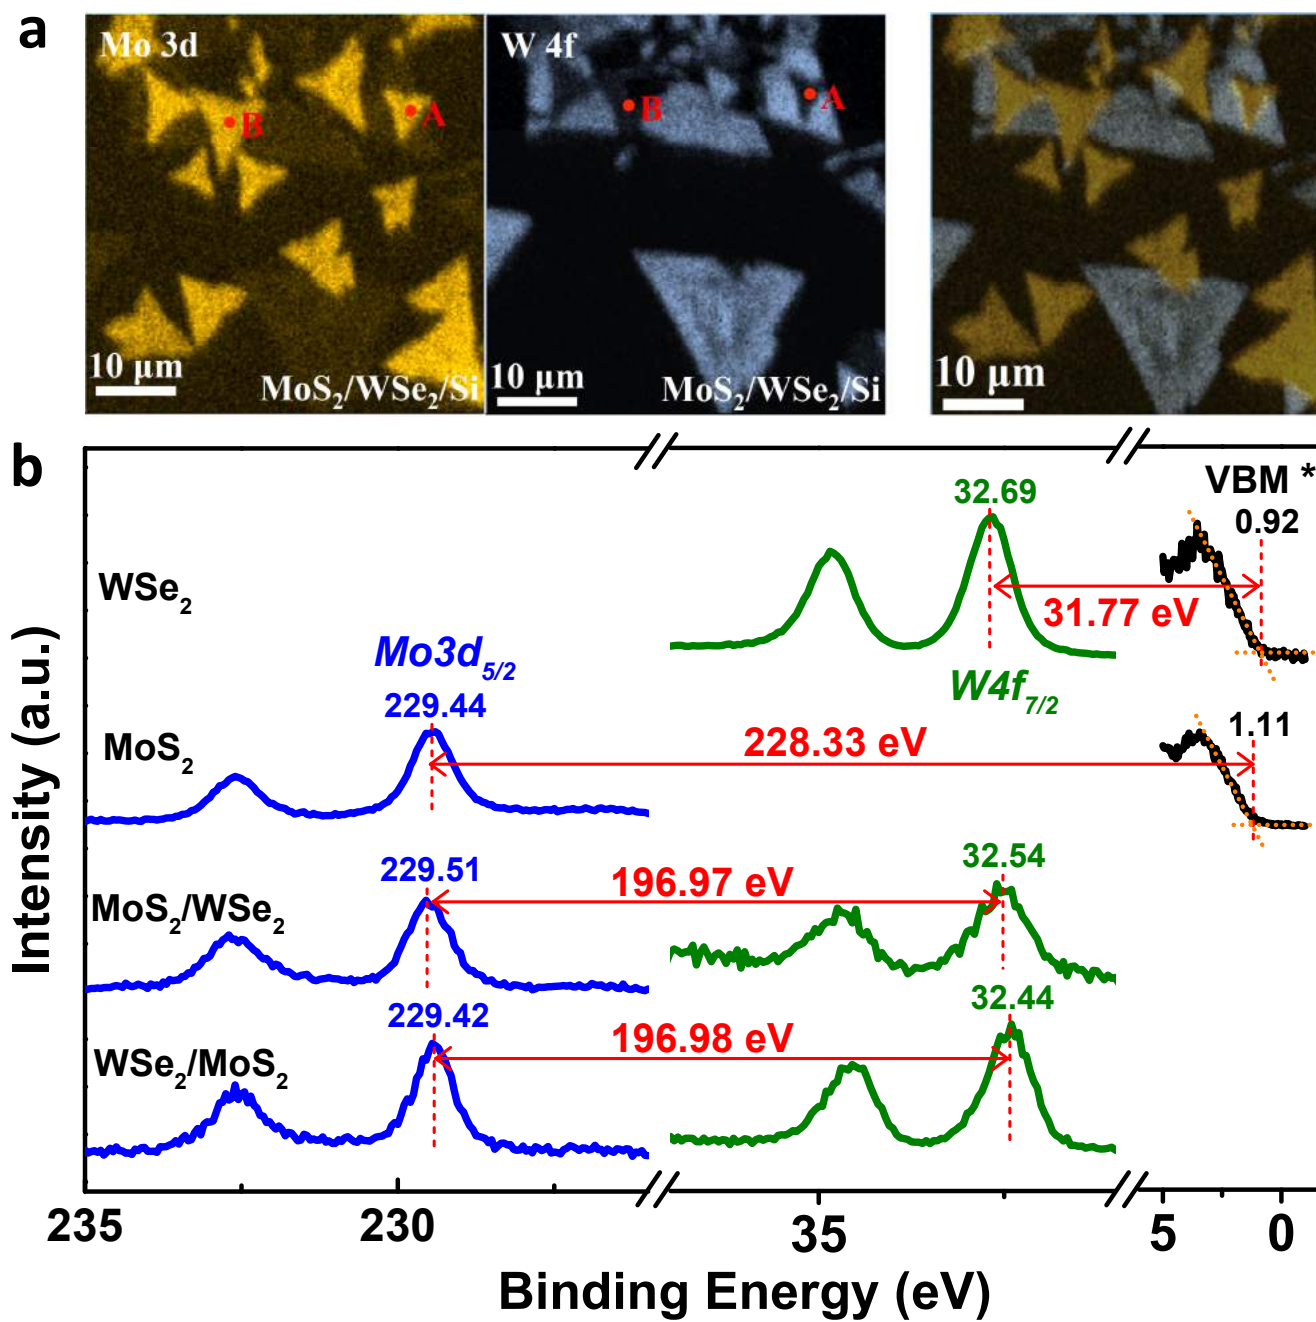 a
Mo 3d
B
A
10 μm
MoS2/WSe2/Si
W 4f
B
A
10 μm
MoS2/WSe2/Si
10 μm
b
VBM *
32.69
0.92
WSe2
31.77 eV
Mo3d5/2
W4f7/2
229.44
1.11
MoS2
228.33 eV
229.51
32.54
196.97 eV
MoS2/WSe2
229.42
32.44
196.98 eV
WSe2/MoS2
Intensity (a.u.)
235
230
35
5
0
Binding Energy (eV)